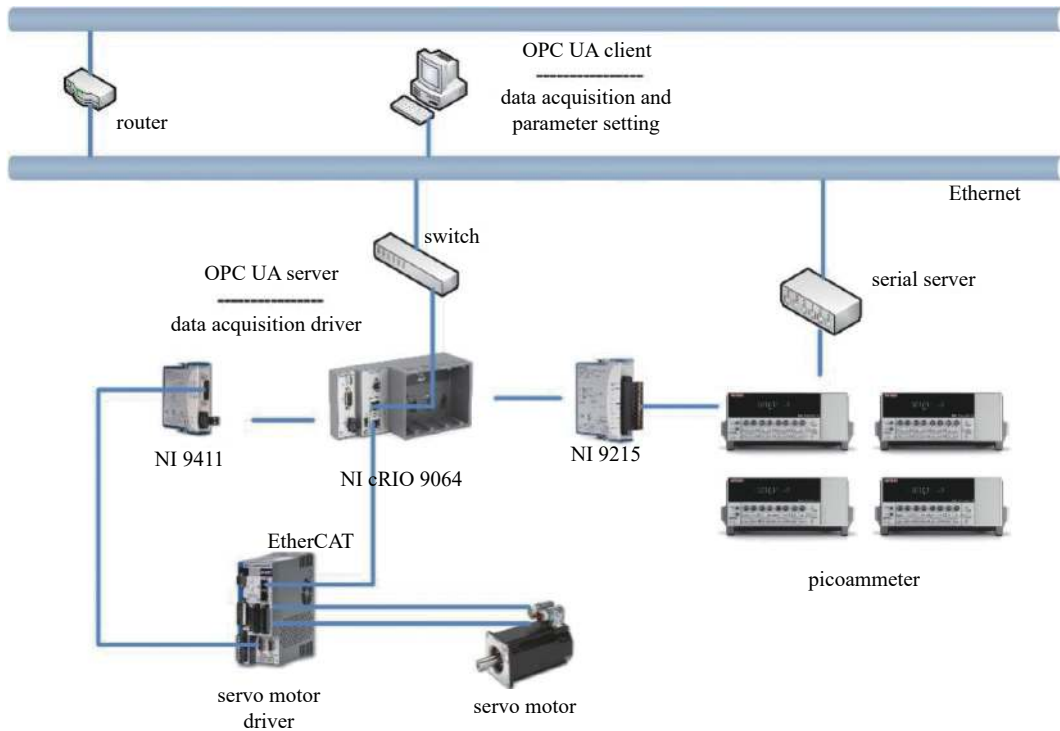 OPC UA client
data acquisition and
parameter setting
router
Ethernet
switch
OPC UA server
data acquisition driver
serial server
NI 9411
NI cRIO 9064
NI 9215
EtherCAT
picoammeter
servo motor
driver
servo motor